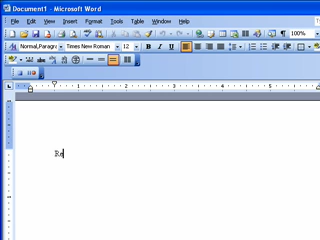 Document1 - Microsoft Word
File Edit View Insert Format Tools Table Window Help
Normal,Paragr Times New Roman 12 B I U
100%
Re